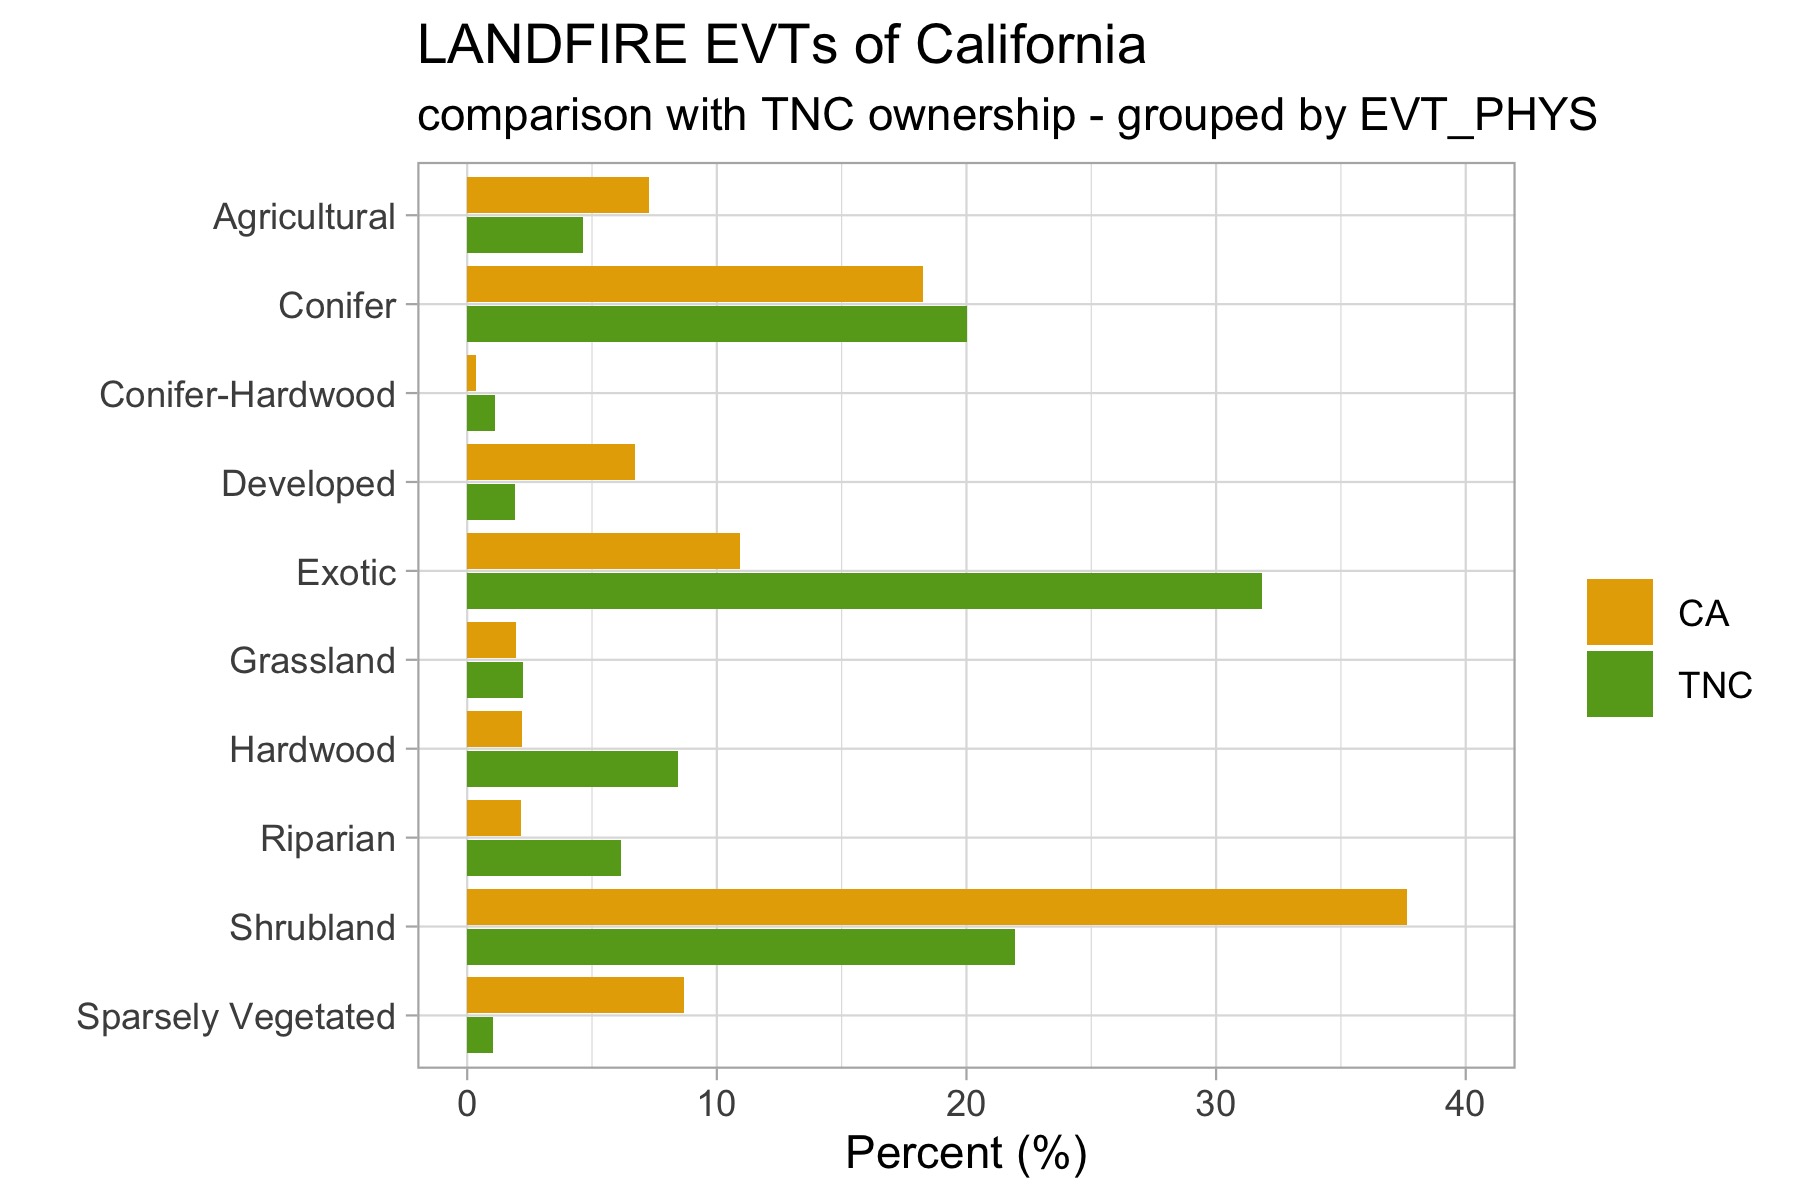 LANDFIRE EVTs of California
comparison with TNC ownership - grouped by EVT_PHYS
Agricultural
Conifer
Conifer-Hardwood
Developed
Exotic
Grassland
Hardwood
Riparian
Shrubland
Sparsely Vegetated
0 10 20 30 40
Percent (%)
CA
TNC